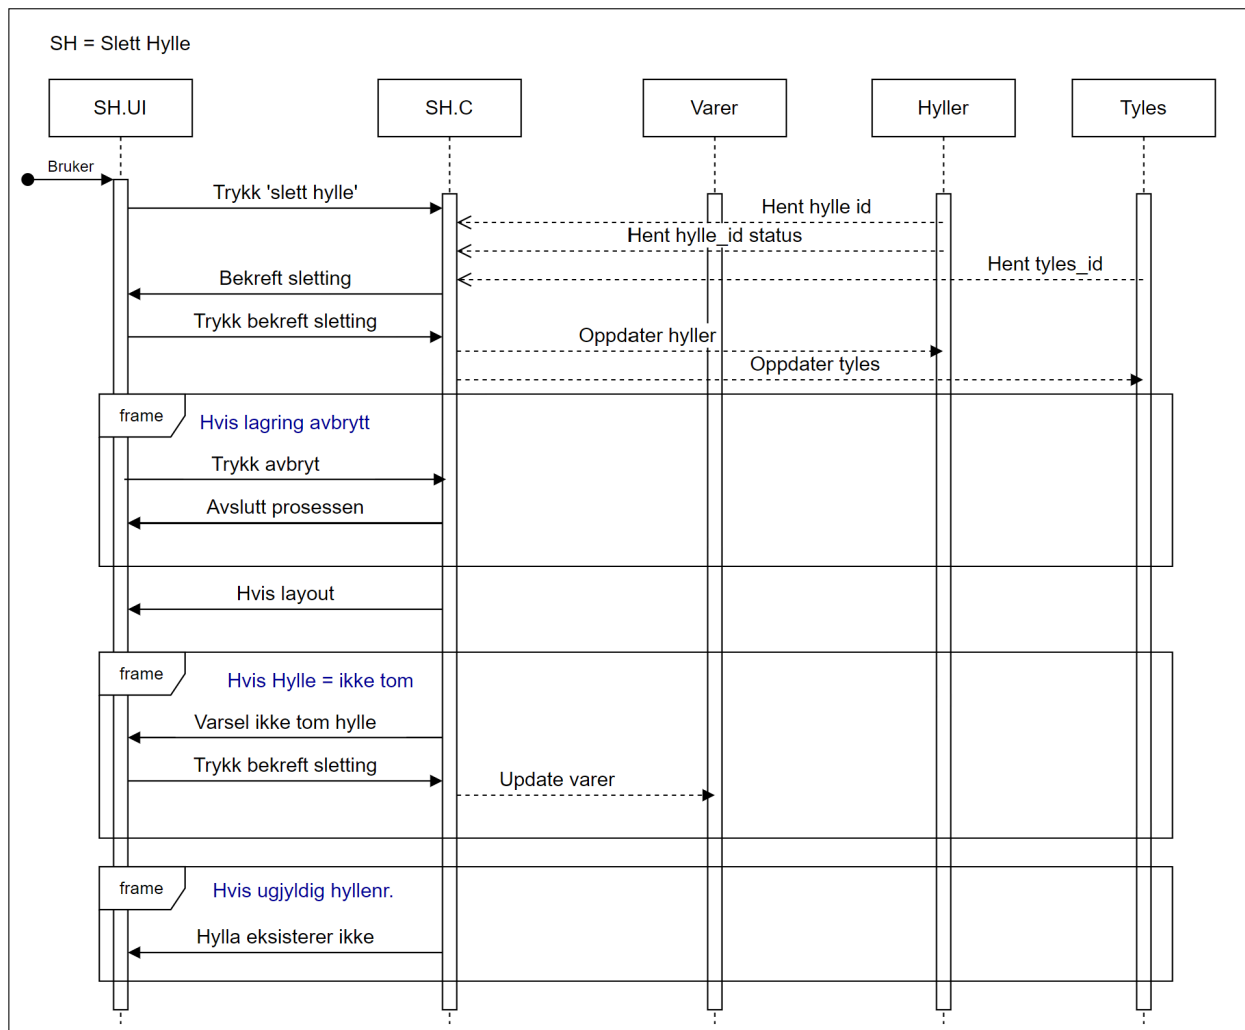 SH = Slett Hylle
SH.UI
SH.C
Varer
Hyller
Tyles
Bruker
Trykk 'slett hylle'
Hent hylle id
Hent hylle_id status
Hent tyles_id
Bekreft sletting
Trykk bekreft sletting
Oppdater hyller
Oppdater tyles
frame
Hvis lagring avbrytt
Trykk avbryt
Avslutt prosessen
Hvis layout
frame
Hvis Hylle = ikke tom
Varsel ikke tom hylle
Trykk bekreft sletting
Update varer
frame
Hvis ugjyldig hyllenr.
Hylla eksisterer ikke